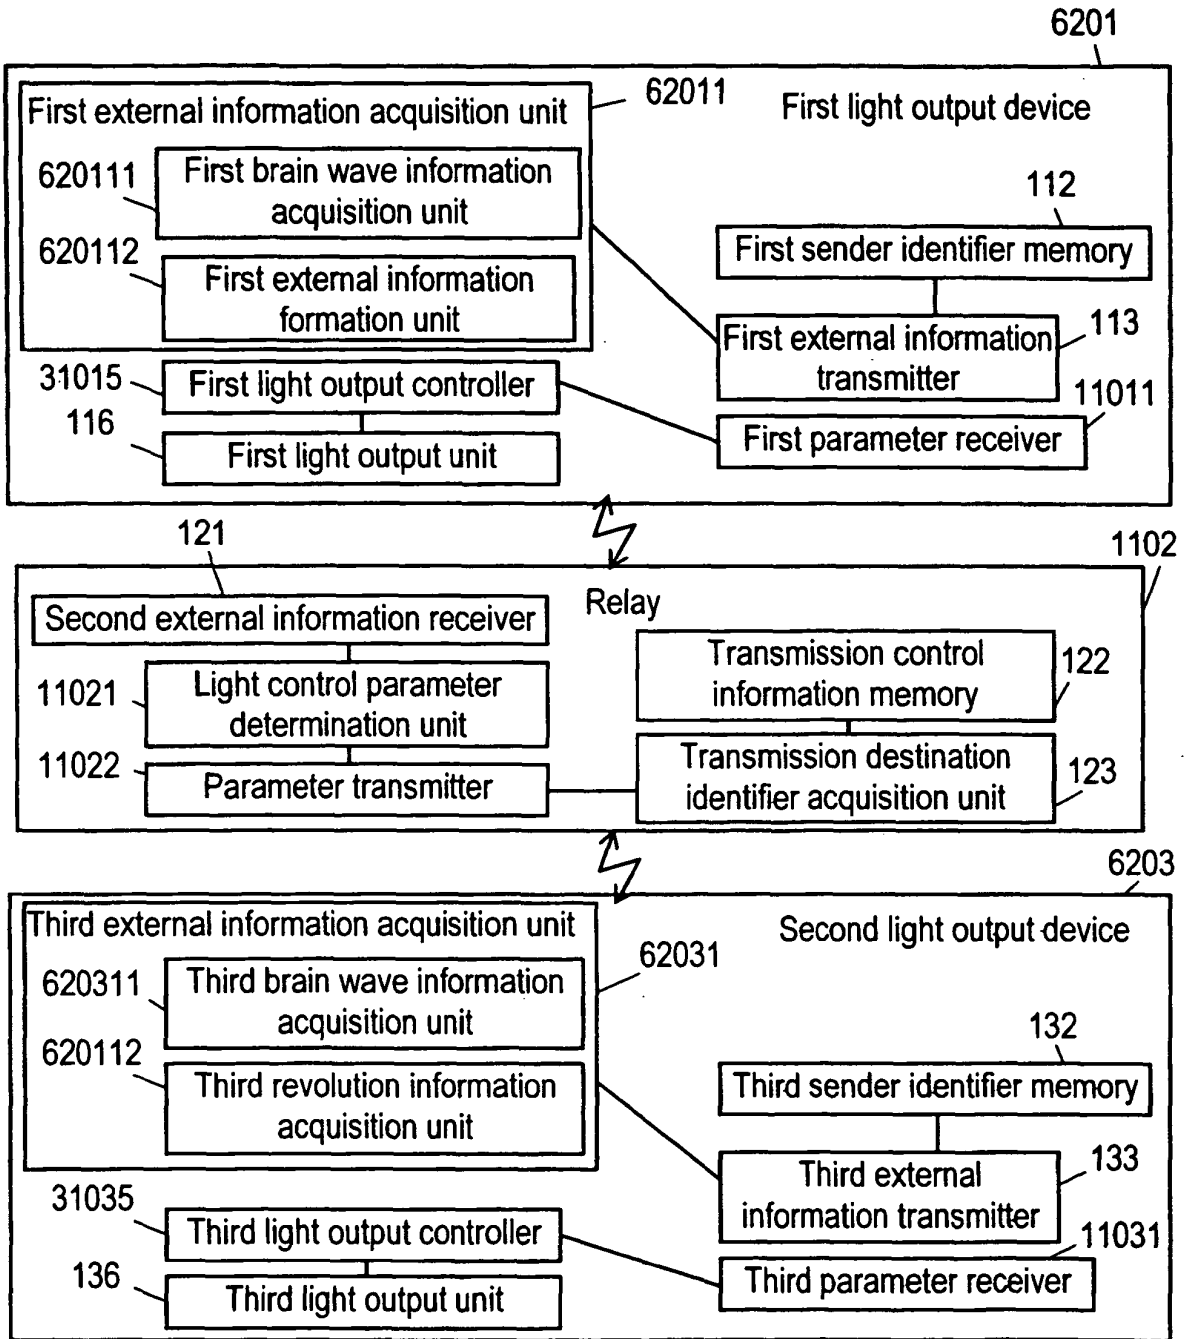 6201
First external information acquisition unit
62011
First light output device
620111
First brain wave information
acquisition unit
112
First sender identifier memory
620112
First external information
formation unit
113
First external information
transmitter
31015
First light output controller
11011
First parameter receiver
116
First light output unit
121
1102
Second external information receiver
Relay
Transmission control
information memory
122
11021
Light control parameter
determination unit
11022
Parameter transmitter
Transmission destination
identifier acquisition unit
123
6203
Third external information acquisition unit
Second light output device
62031
620311
Third brain wave information
acquisition unit
132
Third sender identifier memory
620112
Third revolution information
acquisition unit
133
Third external
information transmitter
31035
Third light output controller
11031
Third parameter receiver
136
Third light output unit